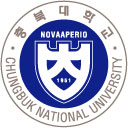 충북대학교
NOVAAPERIO
1951
CHUNGBUK NATIONAL UNIVERSITY